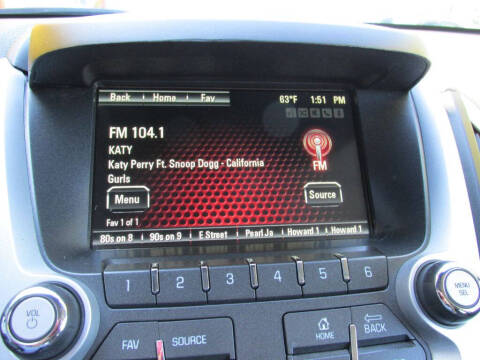 Back Home Fav 63°F 1:51 PM
FM 104.1
KATY
Katy Perry Ft. Snoop Dogg - California
Gurls
FM
Menu Source
Fav 1 of 1
80s on 8 90s on 9 E Street Pearl Ja Howard 1 Howard 1
1 2 3 4 5 6
VOL
MENU
SEL
FAV SOURCE HOME BACK